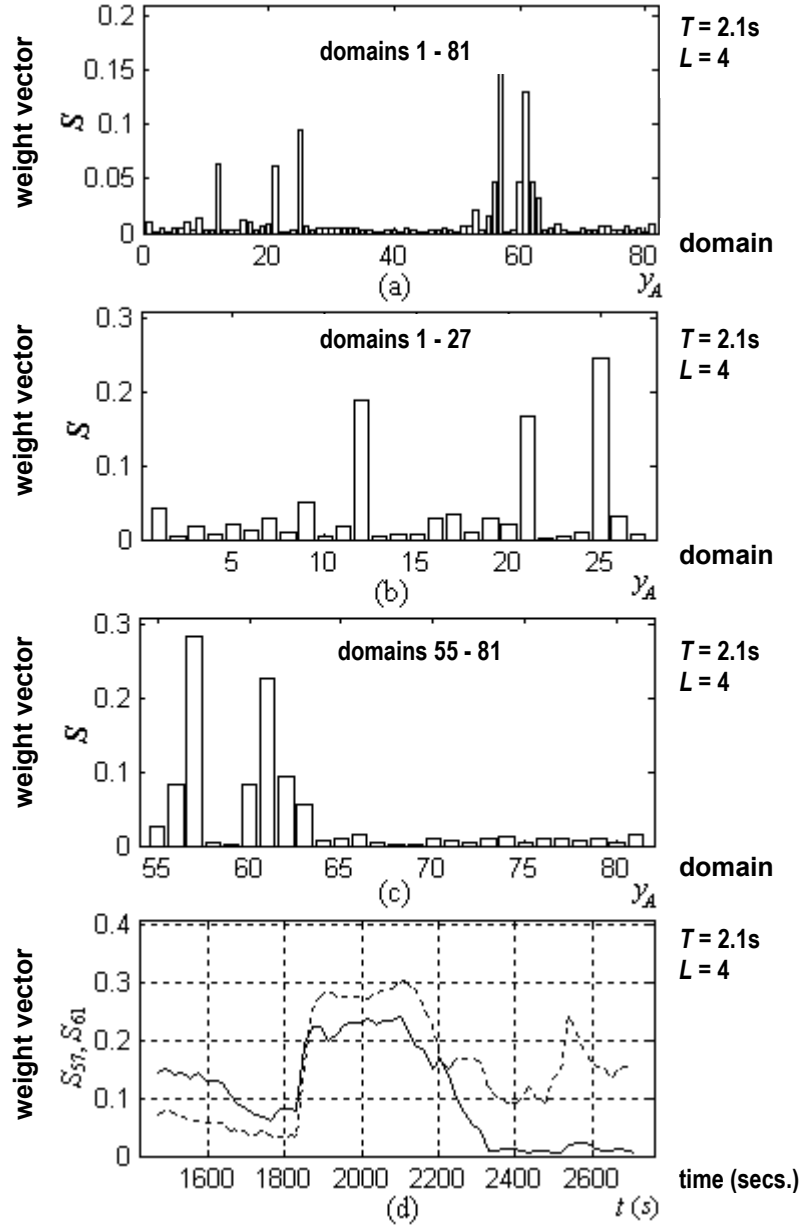 weight vector
S
0.2
0.15
0.1
0.05
0
domains 1 - 81
T = 2.1s
L = 4
0 20 40 60 80
domain
(a)
y_A
weight vector
S
0.3
0.2
0.1
0
domains 1 - 27
T = 2.1s
L = 4
5 10 15 20 25
domain
(b)
y_A
weight vector
S
0.3
0.2
0.1
0
domains 55 - 81
T = 2.1s
L = 4
55 60 65 70 75 80
domain
(c)
y_A
weight vector
S57, S61
0.4
0.3
0.2
0.1
0
T = 2.1s
L = 4
1600 1800 2000 2200 2400 2600
time (secs.)
(d)
t (s)